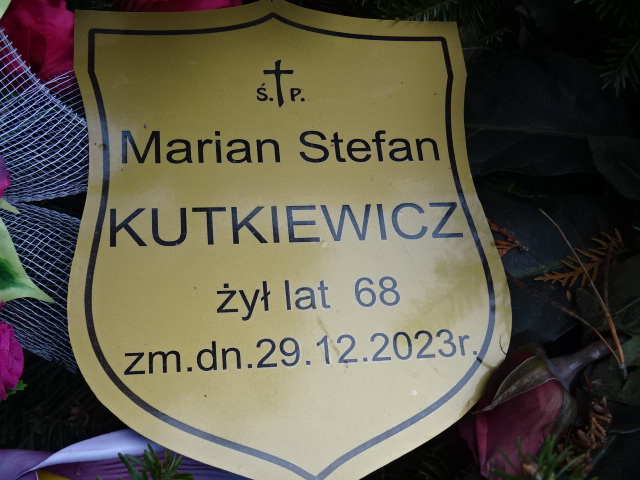 Ś.†P.
Marian Stefan
KUTKIEWICZ
żył lat 68
zm.dn.29.12.2023r.